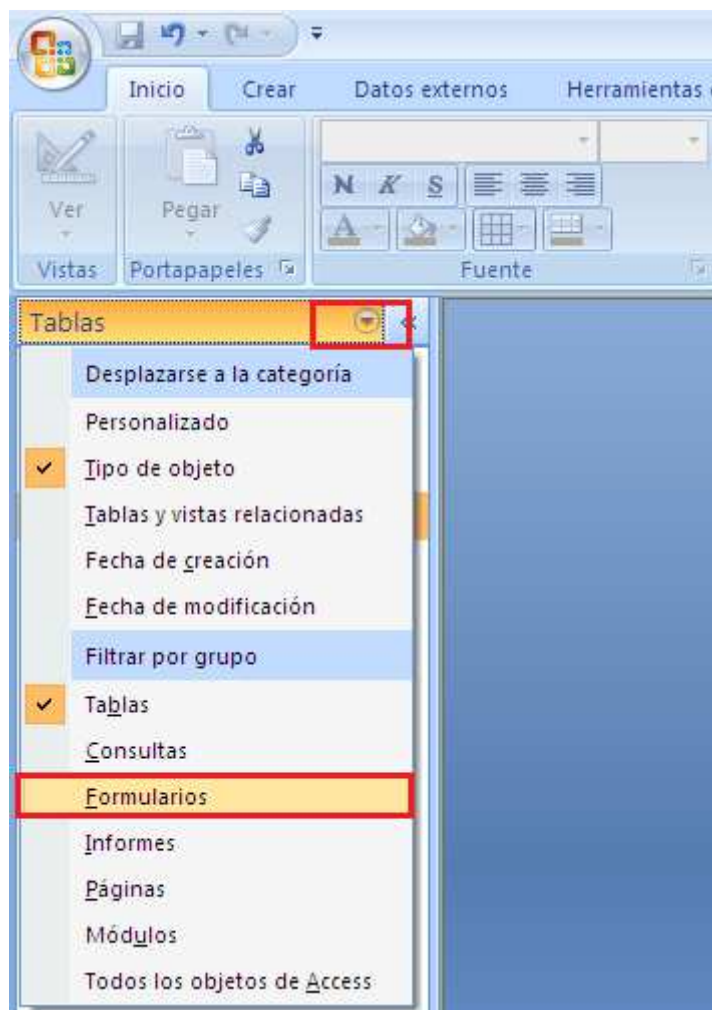 Inicio Crear Datos externos Herramientas
Ver Pegar
N K S
A
Vistas Portapapeles Fuente
Tablas
Desplazarse a la categoría
Personalizado
Tipo de objeto
Tablas y vistas relacionadas
Fecha de creación
Fecha de modificación
Filtrar por grupo
Tablas
Consultas
Formularios
Informes
Páginas
Módulos
Todos los objetos de Access